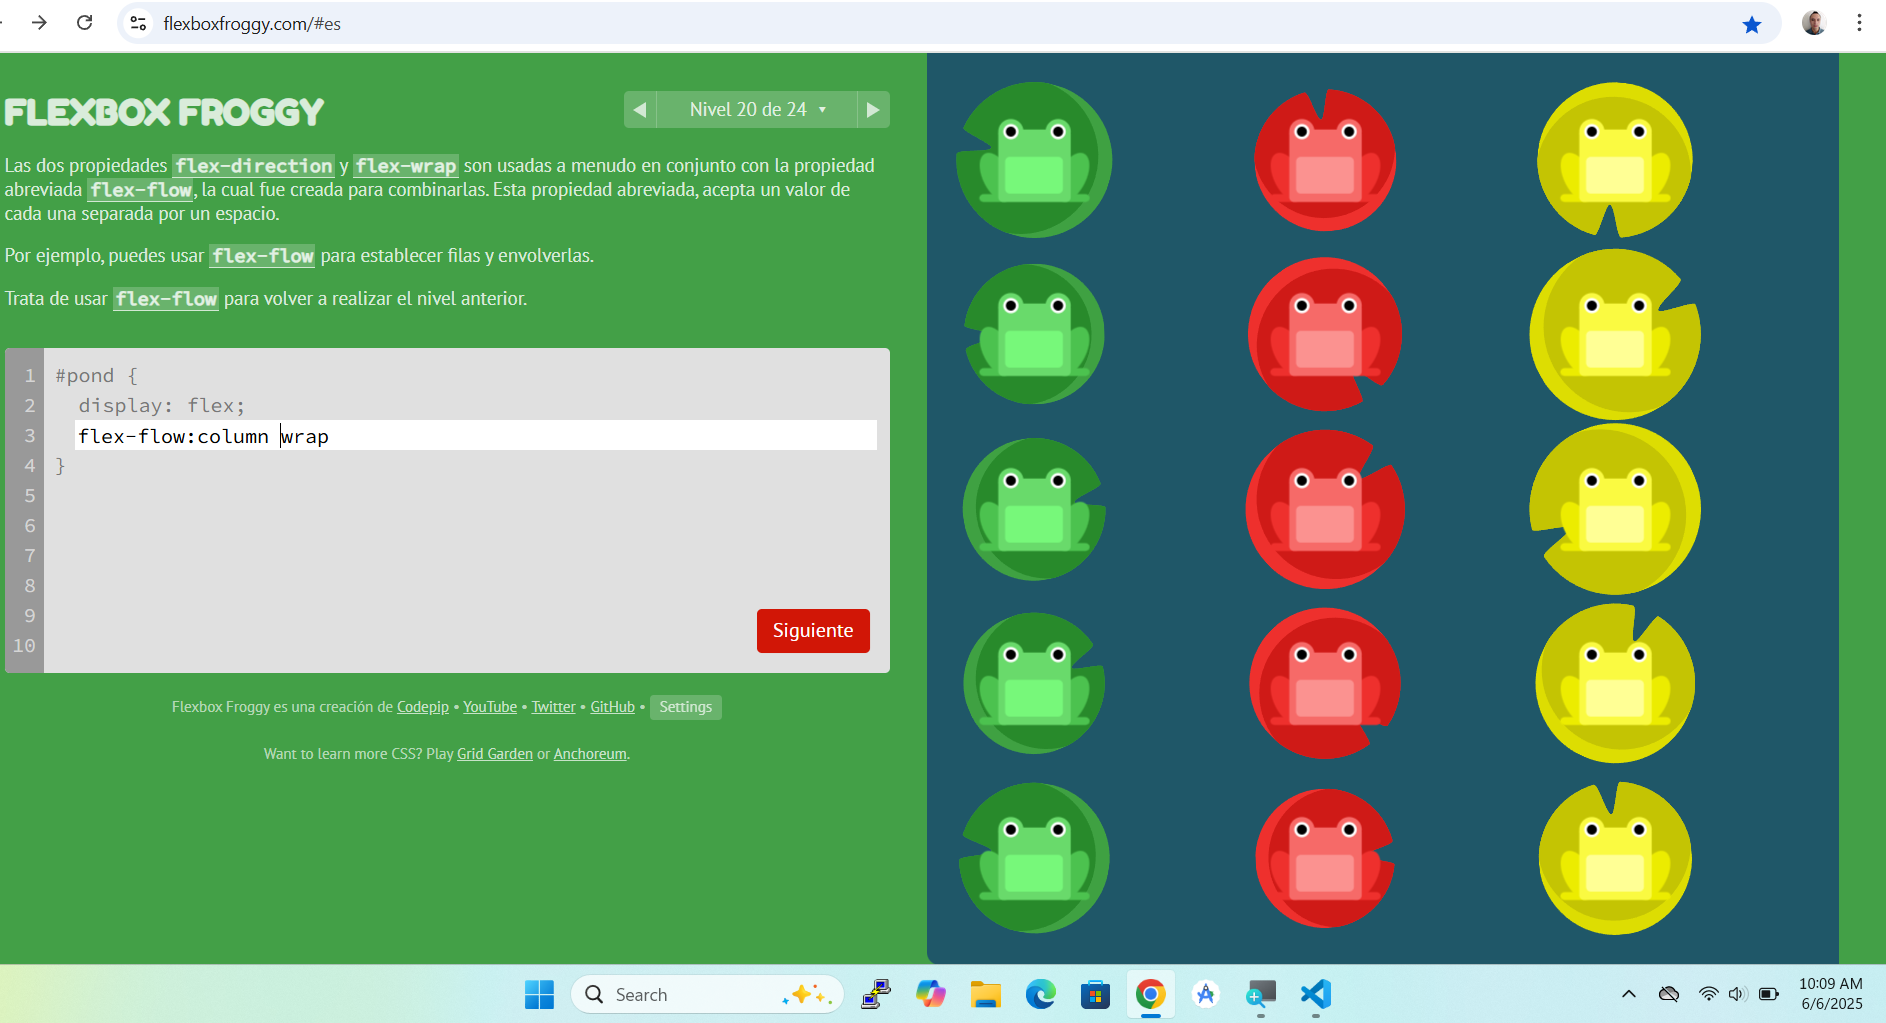 flexboxfroggy.com/#es
FLEXBOX FROGGY
Nivel 20 de 24
Las dos propiedades flex-direction y flex-wrap son usadas a menudo en conjunto con la propiedad
abreviada flex-flow, la cual fue creada para combinarlas. Esta propiedad abreviada, acepta un valor de
cada una separada por un espacio.
Por ejemplo, puedes usar flex-flow para establecer filas y envolverlas.
Trata de usar flex-flow para volver a realizar el nivel anterior.
1 #pond {
2 display: flex;
3 flex-flow:column wrap
4 }
5
6
7
8
9
10
Siguiente
Flexbox Froggy es una creación de Codepip • YouTube • Twitter • GitHub • Settings
Want to learn more CSS? Play Grid Garden or Anchoreum.
Search
10:09 AM
6/6/2025